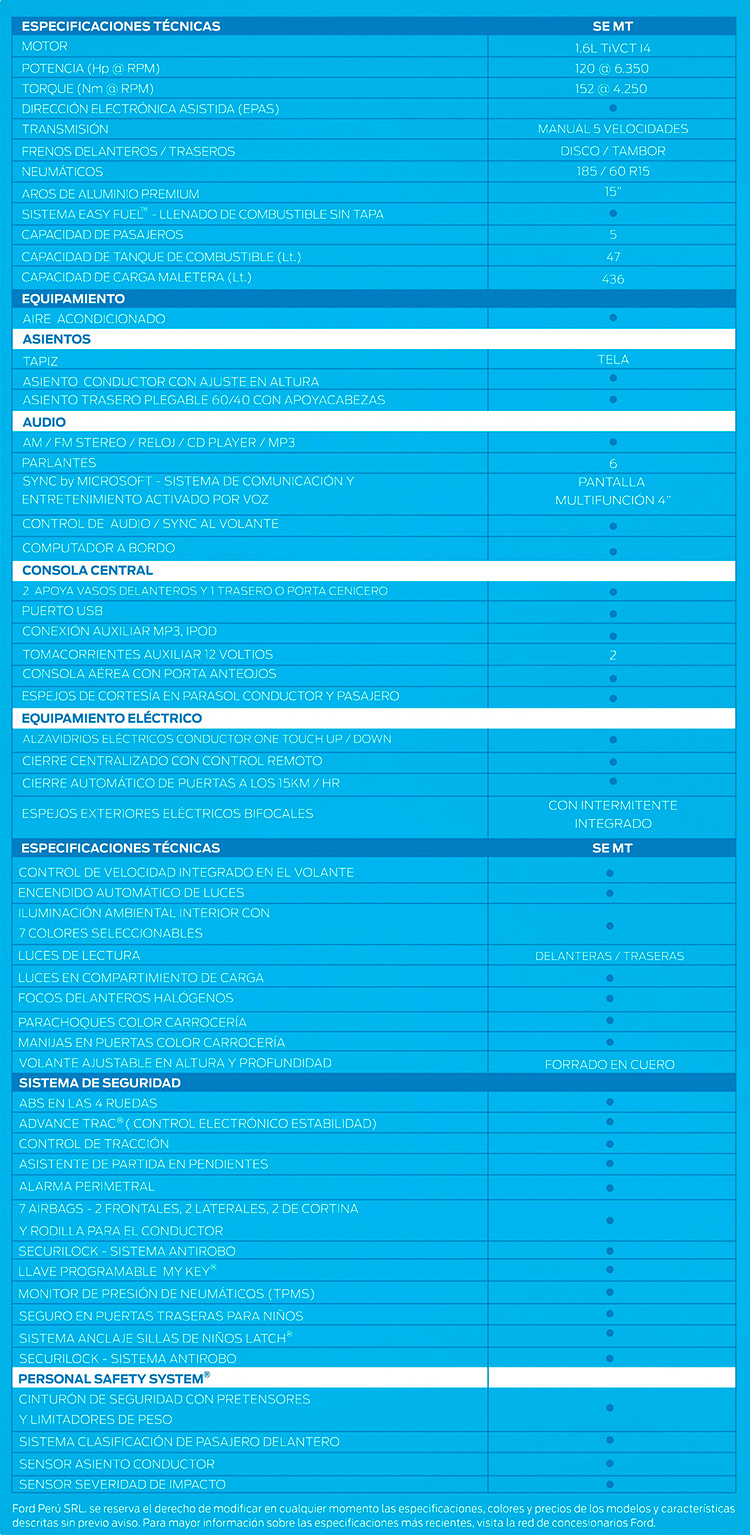 ESPECIFICACIONES TÉCNICAS SE MT
MOTOR 1.6L TiVCT I4
POTENCIA (Hp @ RPM) 120 @ 6.350
TORQUE (Nm @ RPM) 152 @ 4.250
DIRECCIÓN ELECTRÓNICA ASISTIDA (EPAS) ●
TRANSMISIÓN MANUAL 5 VELOCIDADES
FRENOS DELANTEROS / TRASEROS DISCO / TAMBOR
NEUMÁTICOS 185 / 60 R15
AROS DE ALUMINIO PREMIUM 15"
SISTEMA EASY FUEL™ - LLENADO DE COMBUSTIBLE SIN TAPA ●
CAPACIDAD DE PASAJEROS 5
CAPACIDAD DE TANQUE DE COMBUSTIBLE (Lt.) 47
CAPACIDAD DE CARGA MALETERA (Lt.) 436
EQUIPAMIENTO
AIRE ACONDICIONADO ●
ASIENTOS
TAPIZ TELA
ASIENTO CONDUCTOR CON AJUSTE EN ALTURA ●
ASIENTO TRASERO PLEGABLE 60/40 CON APOYACABEZAS ●
AUDIO
AM / FM STEREO / RELOJ / CD PLAYER / MP3 ●
PARLANTES 6
SYNC by MICROSOFT - SISTEMA DE COMUNICACIÓN Y PANTALLA
ENTRETENIMIENTO ACTIVADO POR VOZ MULTIFUNCIÓN 4"
CONTROL DE AUDIO / SYNC AL VOLANTE ●
COMPUTADOR A BORDO ●
CONSOLA CENTRAL
2 APOYA VASOS DELANTEROS Y 1 TRASERO O PORTA CENICERO ●
PUERTO USB ●
CONEXIÓN AUXILIAR MP3, IPOD ●
TOMACORRIENTES AUXILIAR 12 VOLTIOS 2
CONSOLA AÉREA CON PORTA ANTEOJOS ●
ESPEJOS DE CORTESÍA EN PARASOL CONDUCTOR Y PASAJERO ●
EQUIPAMIENTO ELÉCTRICO
ALZAVIDRIOS ELÉCTRICOS CONDUCTOR ONE TOUCH UP / DOWN ●
CIERRE CENTRALIZADO CON CONTROL REMOTO ●
CIERRE AUTOMÁTICO DE PUERTAS A LOS 15KM / HR ●
ESPEJOS EXTERIORES ELÉCTRICOS BIFOCALES CON INTERMITENTE
INTEGRADO
ESPECIFICACIONES TÉCNICAS SE MT
CONTROL DE VELOCIDAD INTEGRADO EN EL VOLANTE ●
ENCENDIDO AUTOMÁTICO DE LUCES ●
ILUMINACIÓN AMBIENTAL INTERIOR CON
7 COLORES SELECCIONABLES ●
LUCES DE LECTURA DELANTERAS / TRASERAS
LUCES EN COMPARTIMIENTO DE CARGA ●
FOCOS DELANTEROS HALÓGENOS ●
PARACHOQUES COLOR CARROCERÍA ●
MANIJAS EN PUERTAS COLOR CARROCERÍA ●
VOLANTE AJUSTABLE EN ALTURA Y PROFUNDIDAD FORRADO EN CUERO
SISTEMA DE SEGURIDAD
ABS EN LAS 4 RUEDAS ●
ADVANCE TRAC® ( CONTROL ELECTRÓNICO ESTABILIDAD) ●
CONTROL DE TRACCIÓN ●
ASISTENTE DE PARTIDA EN PENDIENTES ●
ALARMA PERIMETRAL ●
7 AIRBAGS - 2 FRONTALES, 2 LATERALES, 2 DE CORTINA
Y RODILLA PARA EL CONDUCTOR ●
SECURILOCK - SISTEMA ANTIROBO ●
LLAVE PROGRAMABLE MY KEY® ●
MONITOR DE PRESIÓN DE NEUMÁTICOS (TPMS) ●
SEGURO EN PUERTAS TRASERAS PARA NIÑOS ●
SISTEMA ANCLAJE SILLAS DE NIÑOS LATCH® ●
SECURILOCK - SISTEMA ANTIROBO ●
PERSONAL SAFETY SYSTEM®
CINTURÓN DE SEGURIDAD CON PRETENSORES
Y LIMITADORES DE PESO ●
SISTEMA CLASIFICACIÓN DE PASAJERO DELANTERO ●
SENSOR ASIENTO CONDUCTOR ●
SENSOR SEVERIDAD DE IMPACTO ●
Ford Perú SRL. se reserva el derecho de modificar en cualquier momento las especificaciones, colores y precios de los modelos y características
descritas sin previo aviso. Para mayor información sobre las especificaciones más recientes, visita la red de concesionarios Ford.